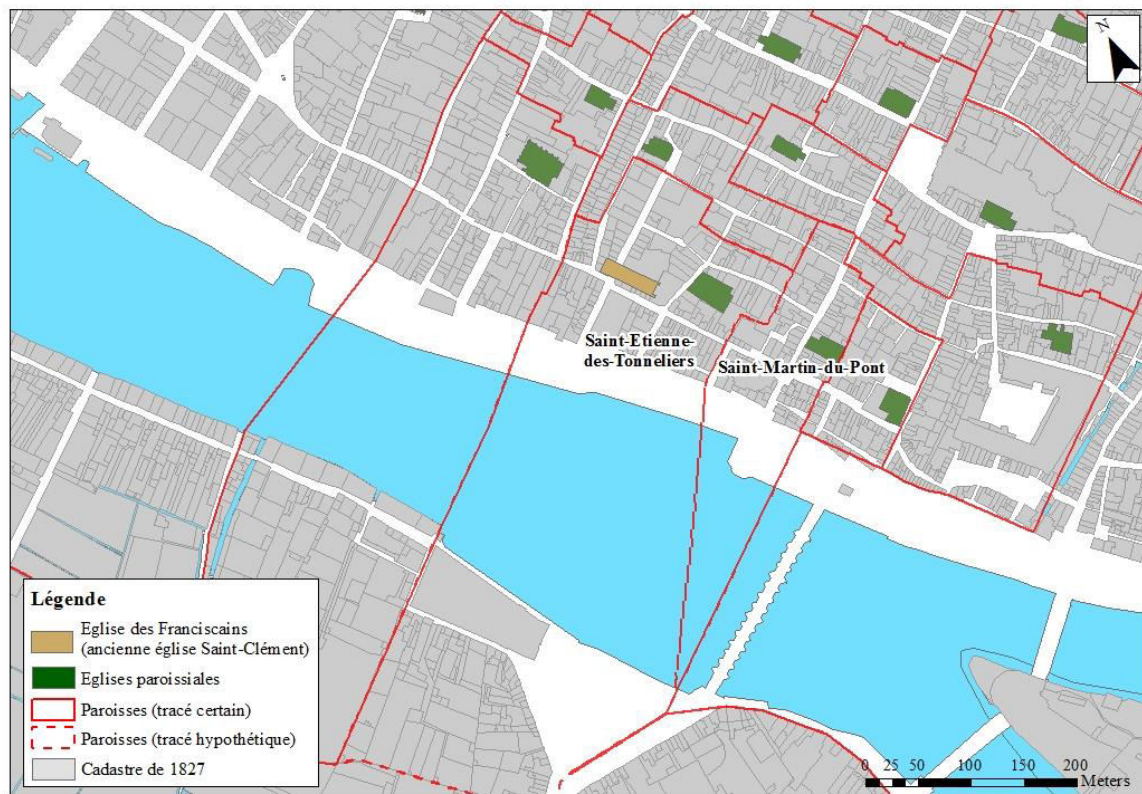 N
Saint-Etienne-
des-Tonneliers
Saint-Martin-du-Pont
Légende
Eglise des Franciscains
(ancienne église Saint-Clément)
Eglises paroissiales
Paroisses (tracé certain)
Paroisses (tracé hypothétique)
Cadastre de 1827
0 25 50 100 150 200
Meters